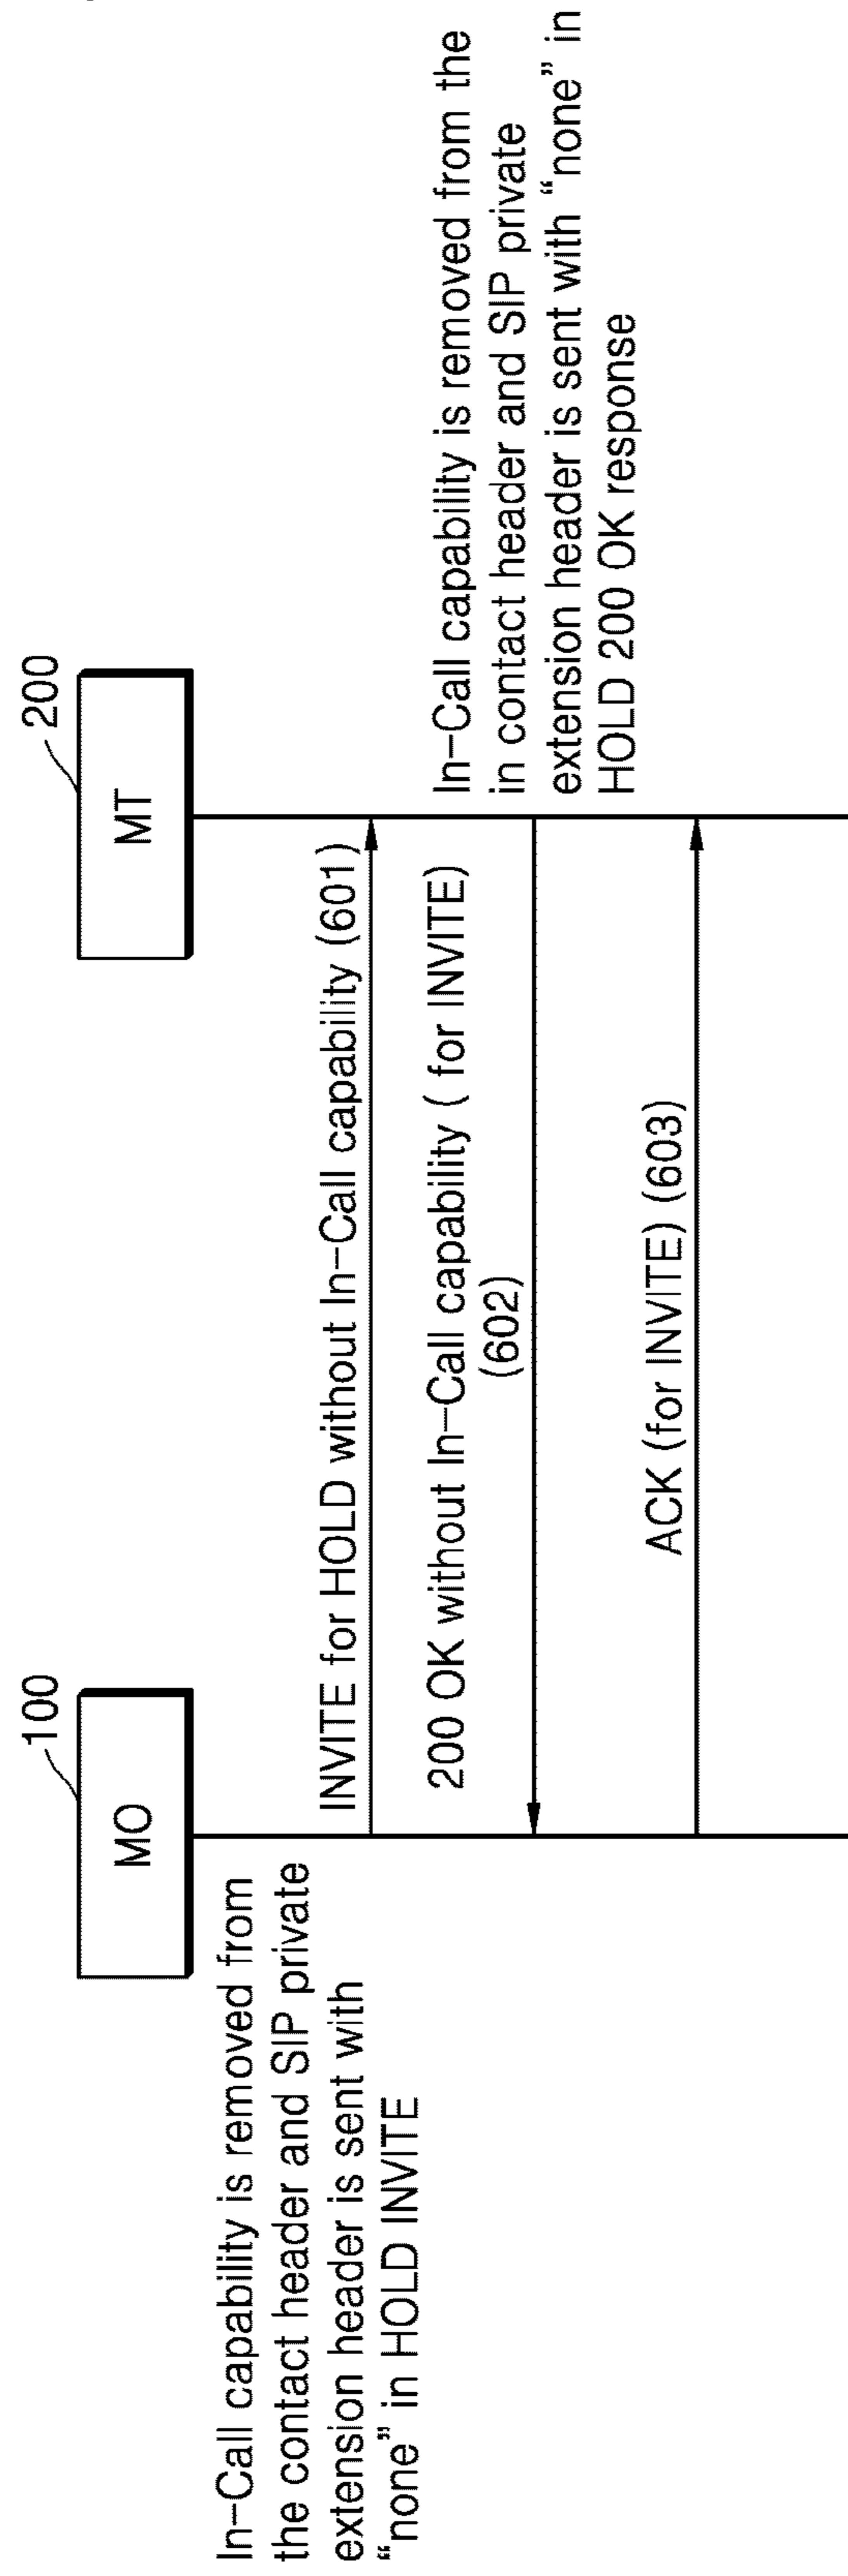 100
MO
200
MT
In-Call capability is removed from
the contact header and SIP private
extension header is sent with
“none” in HOLD INVITE
INVITE for HOLD without In-Call capability (601)
200 OK without In-Call capability ( for INVITE)
(602)
In-Call capability is removed from the
in contact header and SIP private
extension header is sent with “none” in
HOLD 200 OK response
ACK (for INVITE) (603)